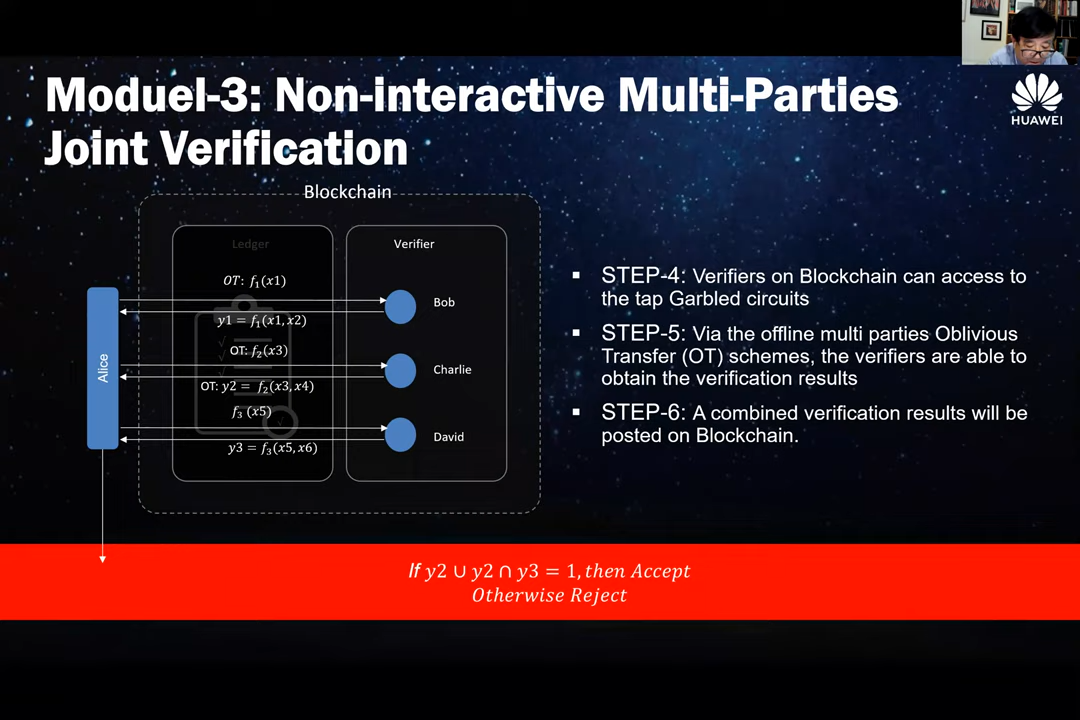 Moduel-3: Non-interactive Multi-Parties
Joint Verification
HUAWEI
Blockchain
Ledger
Verifier
OT: f₁(x1)
Bob
y1 = f₁(x1, x2)
OT: f₂(x3)
Alice
Charlie
OT: y2 = f₂(x3, x4)
f₃ (x5)
David
y3 = f₃(x5, x6)
▪ STEP-4: Verifiers on Blockchain can access to
the tap Garbled circuits
▪ STEP-5: Via the offline multi parties Oblivious
Transfer (OT) schemes, the verifiers are able to
obtain the verification results
▪ STEP-6: A combined verification results will be
posted on Blockchain.
If y2 ∪ y2 ∩ y3 = 1, then Accept
Otherwise Reject